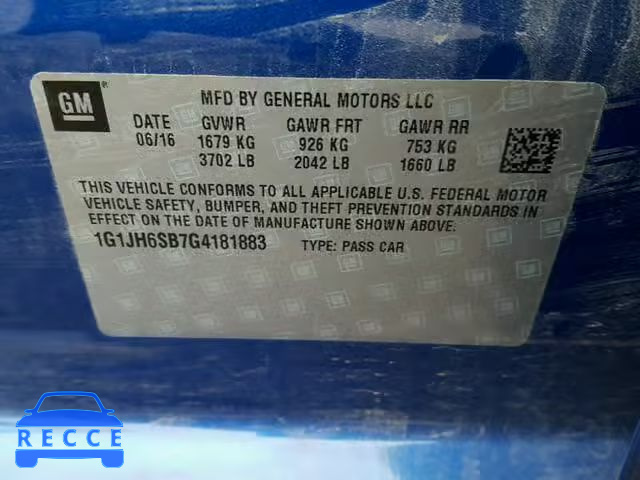 GM ®
MFD BY GENERAL MOTORS LLC
DATE GVWR GAWR FRT GAWR RR
06/16 1679 KG 926 KG 753 KG
3702 LB 2042 LB 1660 LB
THIS VEHICLE CONFORMS TO ALL APPLICABLE U.S. FEDERAL MOTOR
VEHICLE SAFETY, BUMPER, AND THEFT PREVENTION STANDARDS IN
EFFECT ON THE DATE OF MANUFACTURE SHOWN ABOVE.
1G1JH6SB7G4181883 TYPE: PASS CAR
RECCE